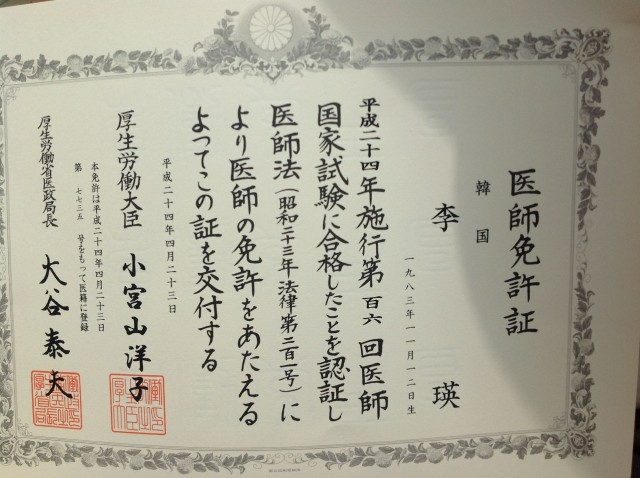 医師免許証
韓国
李 瑛
一九八三年一一月一二日生
平成二十四年施行第百六回医師
国家試験に合格したことを認証し
医師法(昭和二十三年法律第二百一号)に
より医師の免許をあたえる
よってこの証を交付する
平成二十四年四月二十三日
厚生労働大臣 小宮山洋子
本免許は平成二十四年四月二十三日
第 七七三五 号をもって医籍に登録
厚生労働省医政局長 大谷泰夫